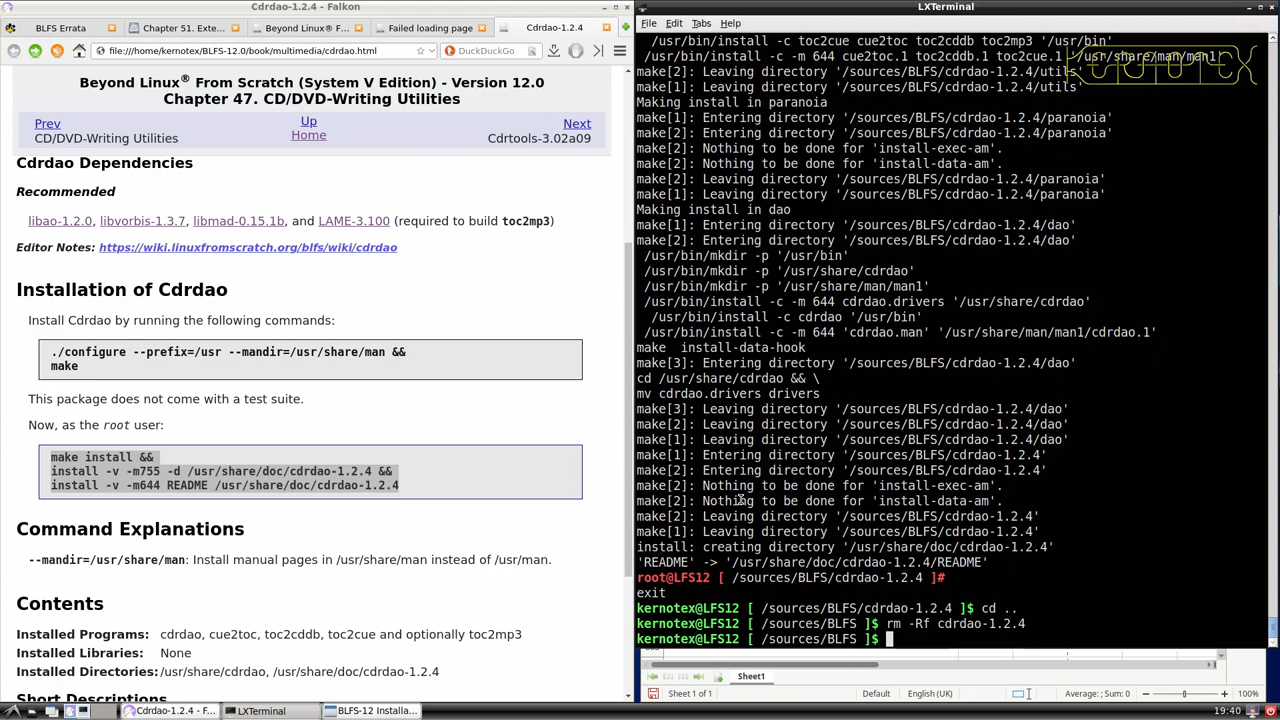 Cdrdao-1.2.4 - Falkon
BLFS Errata
Chapter 51. Exter
Beyond Linux® F
Failed loading page
Cdrdao-1.2.4
file:///home/kernotex/BLFS-12.0/book/multimedia/cdrdao.html
DuckDuckGo
Beyond Linux® From Scratch (System V Edition) - Version 12.0
Chapter 47. CD/DVD-Writing Utilities
Prev
Up
Next
CD/DVD-Writing Utilities
Home
Cdrtools-3.02a09
Cdrdao Dependencies
Recommended
libao-1.2.0, libvorbis-1.3.7, libmad-0.15.1b, and LAME-3.100 (required to build toc2mp3)
Editor Notes: https://wiki.linuxfromscratch.org/blfs/wiki/cdrdao
Installation of Cdrdao
Install Cdrdao by running the following commands:
./configure --prefix=/usr --mandir=/usr/share/man &&
make
This package does not come with a test suite.
Now, as the root user:
make install &&
install -v -m755 -d /usr/share/doc/cdrdao-1.2.4 &&
install -v -m644 README /usr/share/doc/cdrdao-1.2.4
Command Explanations
--mandir=/usr/share/man: Install manual pages in /usr/share/man instead of /usr/man.
Contents
Installed Programs: cdrdao, cue2toc, toc2cddb, toc2cue and optionally toc2mp3
Installed Libraries: None
Installed Directories: /usr/share/cdrdao, /usr/share/doc/cdrdao-1.2.4
Short Descriptions
LXTerminal
File Edit Tabs Help
/usr/bin/install -c toc2cue cue2toc toc2cddb toc2mp3 '/usr/bin'
/usr/bin/install -c -m 644 cue2toc.1 toc2cddb.1 toc2cue.1 '/usr/share/man/man1'
make[2]: Leaving directory '/sources/BLFS/cdrdao-1.2.4/utils'
make[1]: Leaving directory '/sources/BLFS/cdrdao-1.2.4/utils'
Making install in paranoia
make[1]: Entering directory '/sources/BLFS/cdrdao-1.2.4/paranoia'
make[2]: Entering directory '/sources/BLFS/cdrdao-1.2.4/paranoia'
make[2]: Nothing to be done for 'install-exec-am'.
make[2]: Nothing to be done for 'install-data-am'.
make[2]: Leaving directory '/sources/BLFS/cdrdao-1.2.4/paranoia'
make[1]: Leaving directory '/sources/BLFS/cdrdao-1.2.4/paranoia'
Making install in dao
make[1]: Entering directory '/sources/BLFS/cdrdao-1.2.4/dao'
make[2]: Entering directory '/sources/BLFS/cdrdao-1.2.4/dao'
/usr/bin/mkdir -p '/usr/bin'
/usr/bin/mkdir -p '/usr/share/cdrdao'
/usr/bin/mkdir -p '/usr/share/man/man1'
/usr/bin/install -c -m 644 cdrdao.drivers '/usr/share/cdrdao'
/usr/bin/install -c cdrdao '/usr/bin'
/usr/bin/install -c -m 644 'cdrdao.man' '/usr/share/man/man1/cdrdao.1'
make  install-data-hook
make[3]: Entering directory '/sources/BLFS/cdrdao-1.2.4/dao'
cd /usr/share/cdrdao && \
mv cdrdao.drivers drivers
make[3]: Leaving directory '/sources/BLFS/cdrdao-1.2.4/dao'
make[2]: Leaving directory '/sources/BLFS/cdrdao-1.2.4/dao'
make[1]: Leaving directory '/sources/BLFS/cdrdao-1.2.4/dao'
make[1]: Entering directory '/sources/BLFS/cdrdao-1.2.4'
make[2]: Entering directory '/sources/BLFS/cdrdao-1.2.4'
make[2]: Nothing to be done for 'install-exec-am'.
make[2]: Nothing to be done for 'install-data-am'.
make[2]: Leaving directory '/sources/BLFS/cdrdao-1.2.4'
make[1]: Leaving directory '/sources/BLFS/cdrdao-1.2.4'
install: creating directory '/usr/share/doc/cdrdao-1.2.4'
'README' -> '/usr/share/doc/cdrdao-1.2.4/README'
root@LFS12 [ /sources/BLFS/cdrdao-1.2.4 ]#
exit
kernotex@LFS12 [ /sources/BLFS/cdrdao-1.2.4 ]$ cd ..
kernotex@LFS12 [ /sources/BLFS ]$ rm -Rf cdrdao-1.2.4
kernotex@LFS12 [ /sources/BLFS ]$
Sheet1
Sheet 1 of 1
Default
English (UK)
Average: ; Sum: 0
100%
Cdrdao-1.2.4 - F...
LXTerminal
BLFS-12 Installa...
19:40